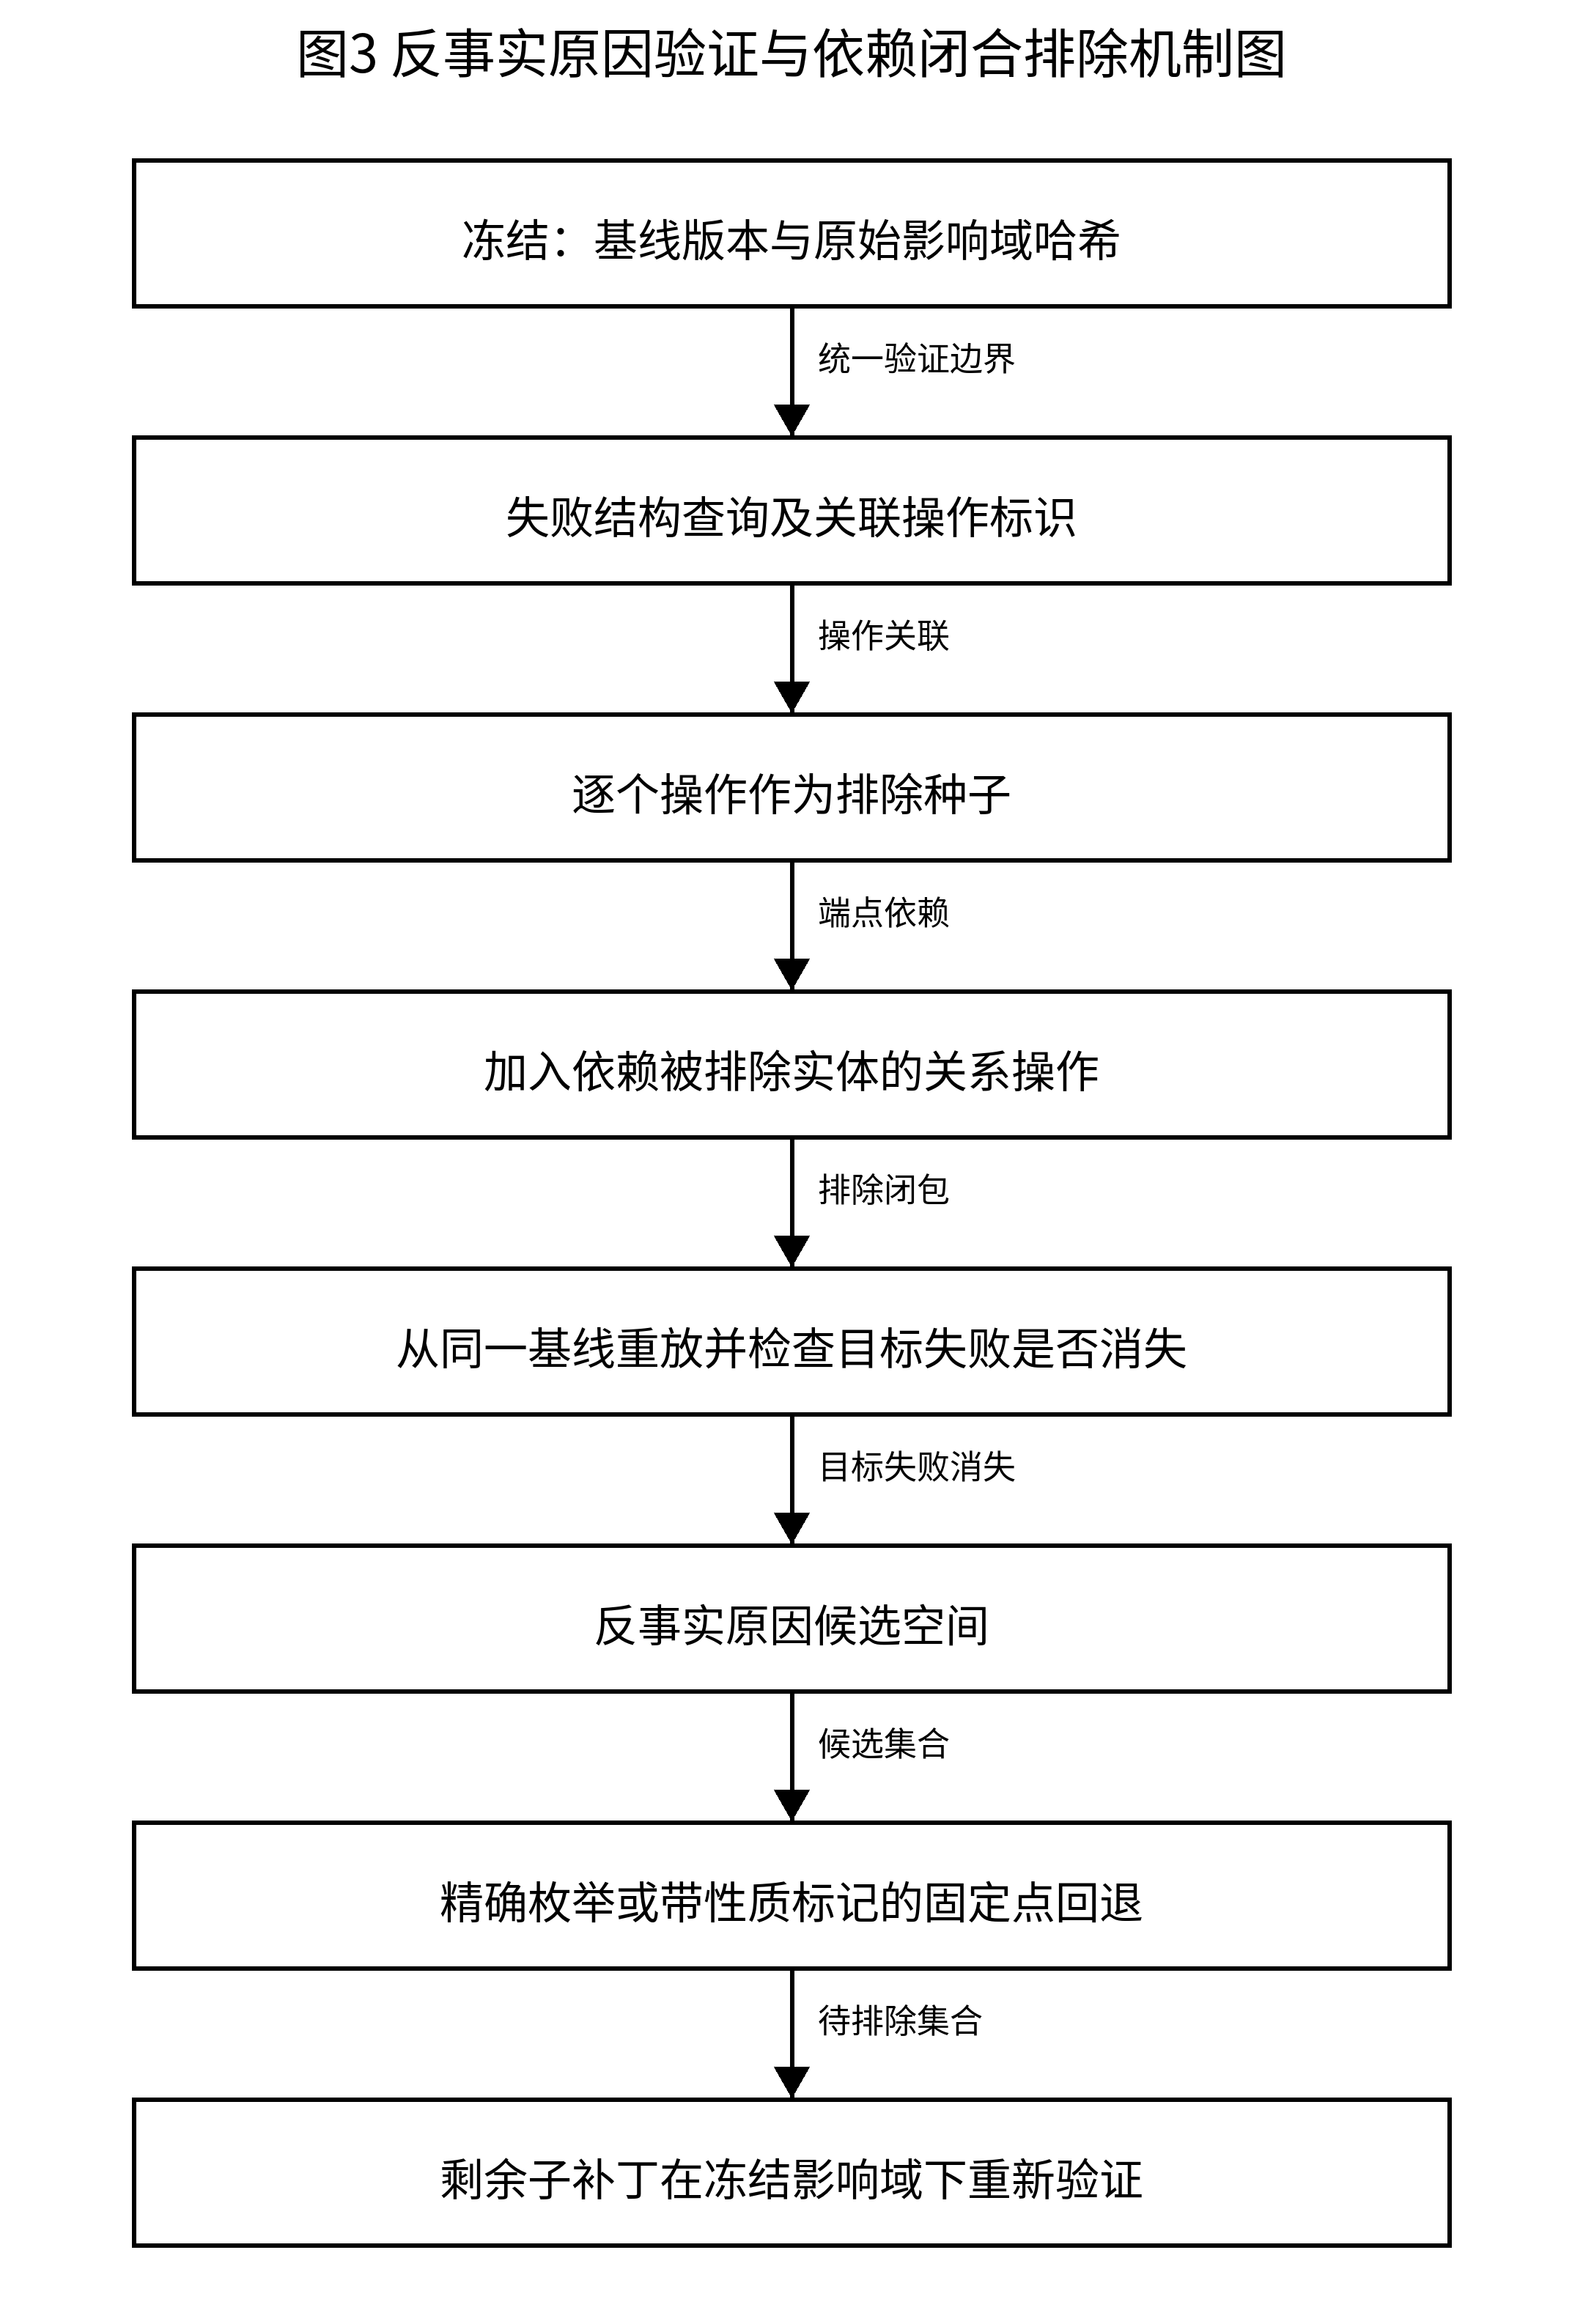 图3 反事实原因验证与依赖闭合排除机制图
冻结：基线版本与原始影响域哈希
统一验证边界
失败结构查询及关联操作标识
操作关联
逐个操作作为排除种子
端点依赖
加入依赖被排除实体的关系操作
排除闭包
从同一基线重放并检查目标失败是否消失
目标失败消失
反事实原因候选空间
候选集合
精确枚举或带性质标记的固定点回退
待排除集合
剩余子补丁在冻结影响域下重新验证